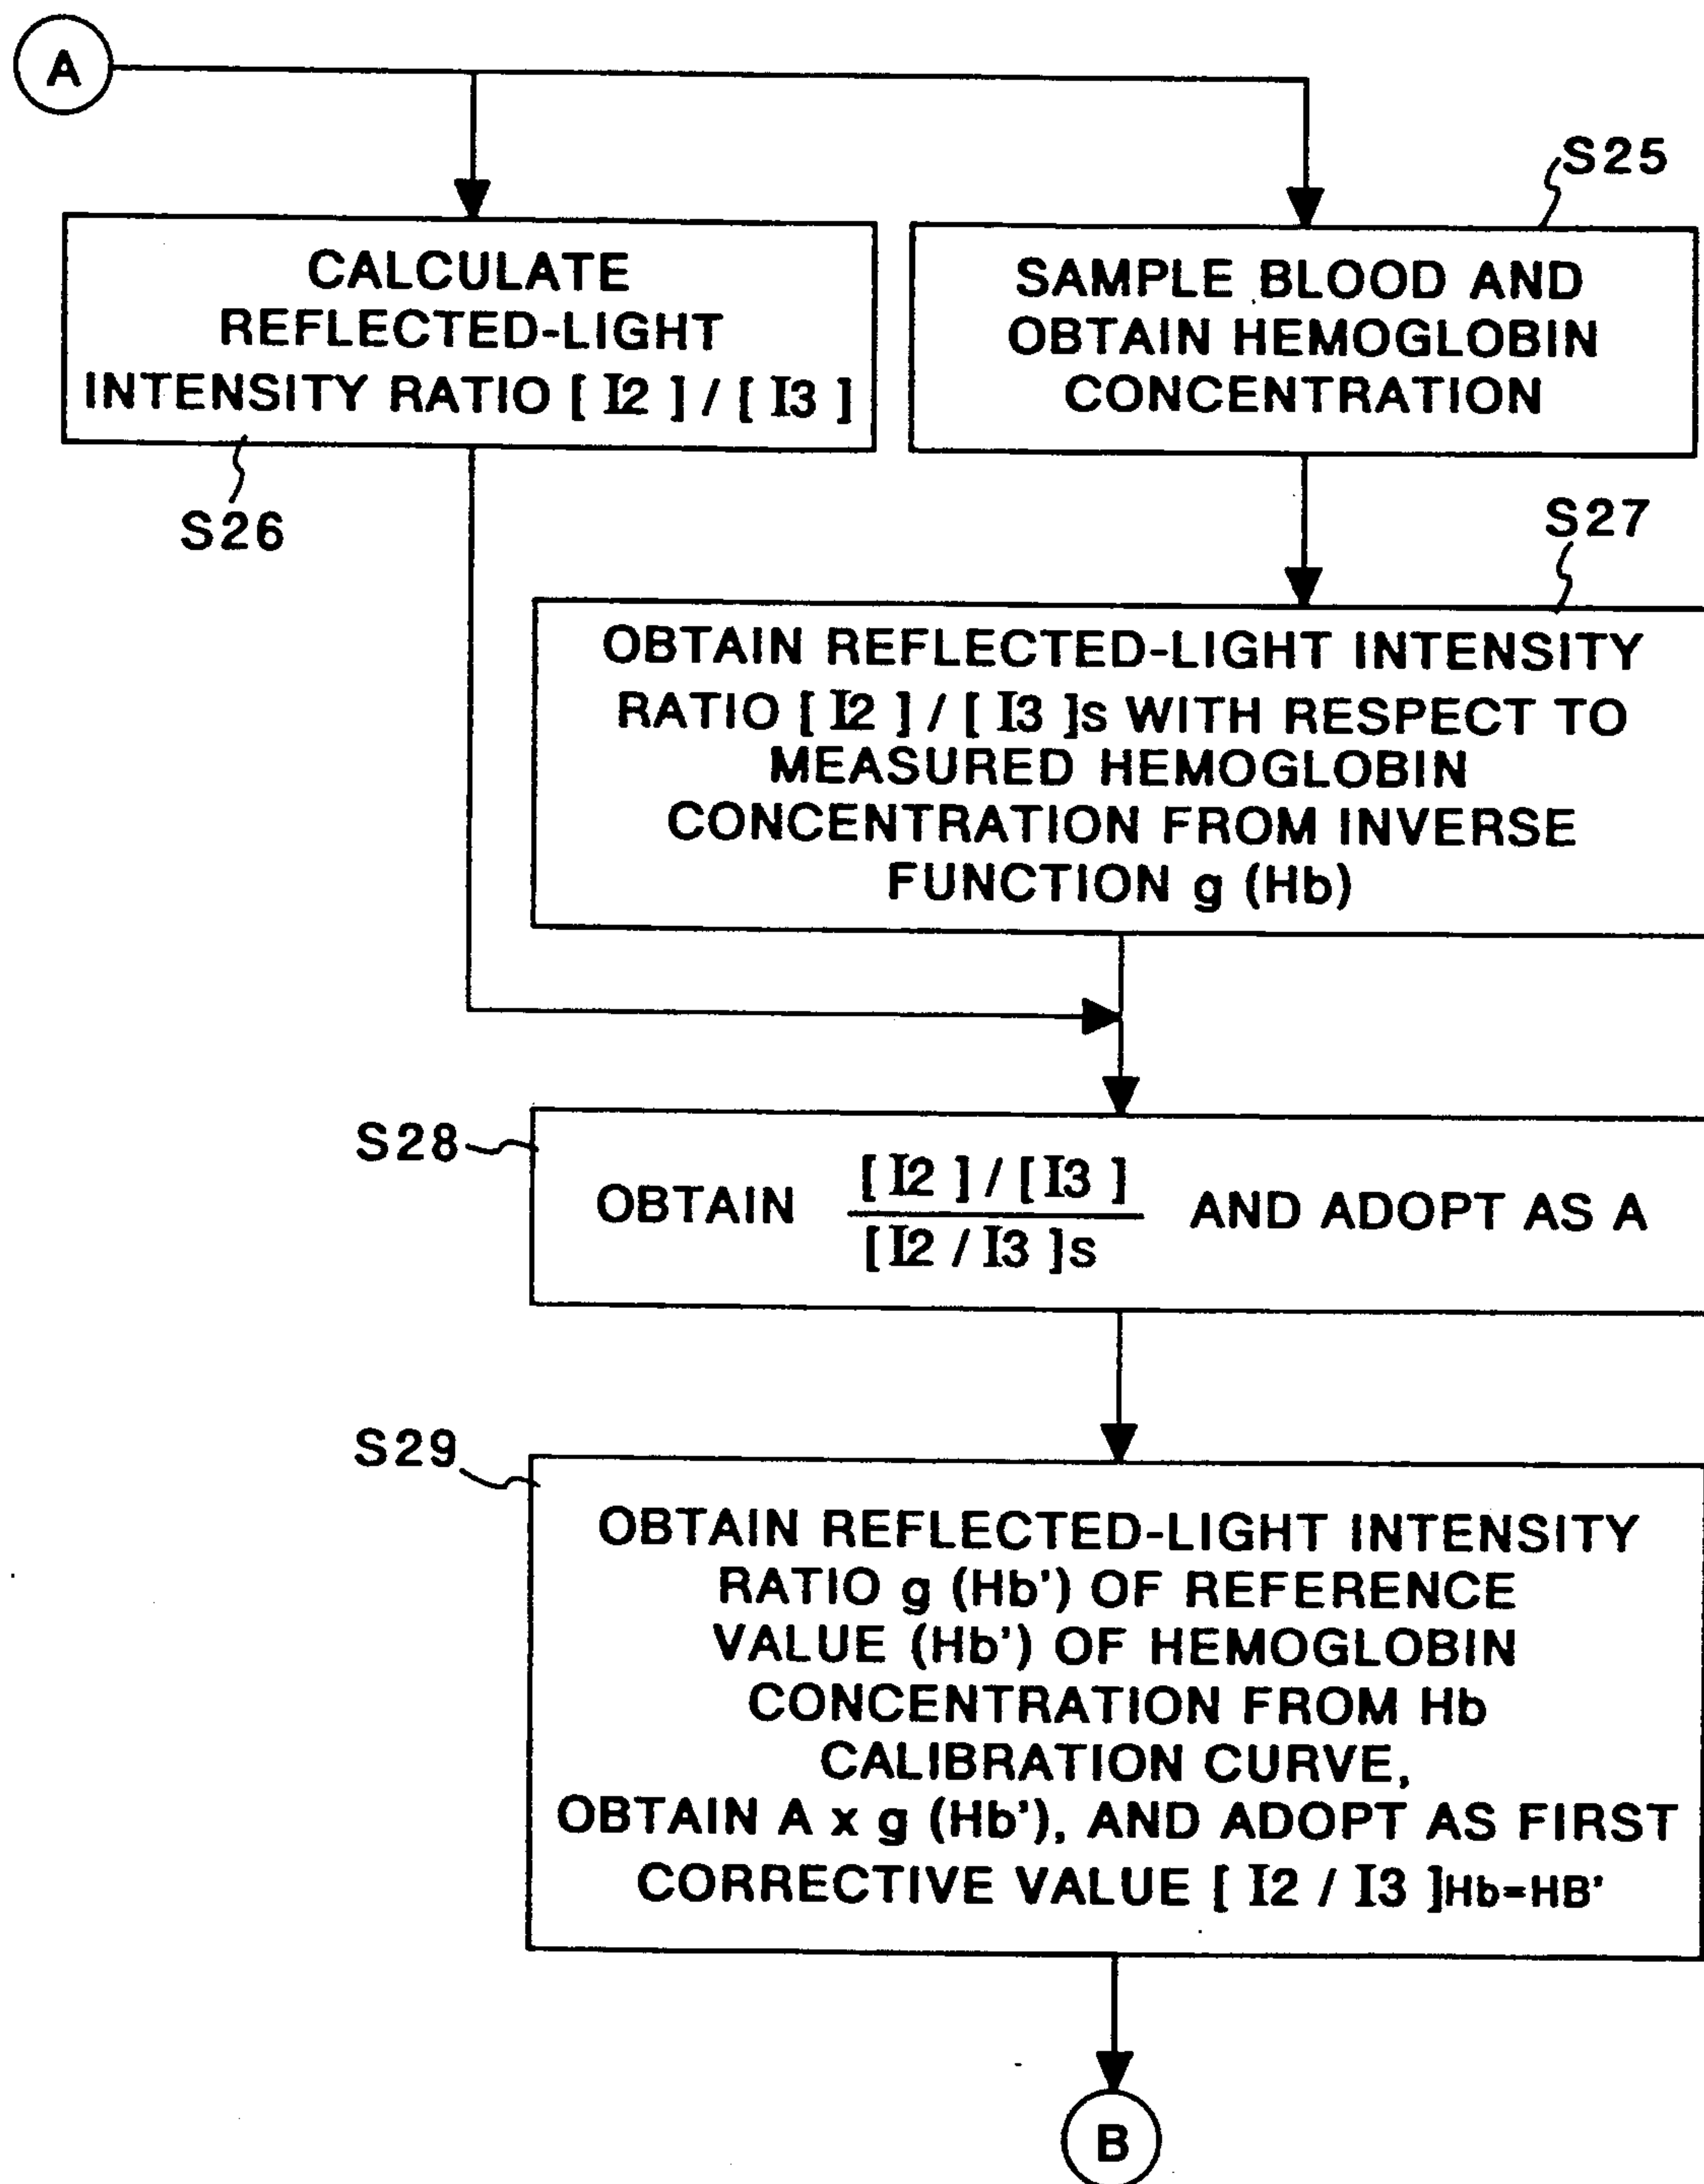 A
S25
CALCULATE
REFLECTED-LIGHT
INTENSITY RATIO [ I2 ] / [ I3 ]
SAMPLE BLOOD AND
OBTAIN HEMOGLOBIN
CONCENTRATION
S26
S27
OBTAIN REFLECTED-LIGHT INTENSITY
RATIO [ I2 ] / [ I3 ]s WITH RESPECT TO
MEASURED HEMOGLOBIN
CONCENTRATION FROM INVERSE
FUNCTION g (Hb)
S28
OBTAIN [ I2 ] / [ I3 ] AND ADOPT AS A
[ I2 / I3 ]s
S29
OBTAIN REFLECTED-LIGHT INTENSITY
RATIO g (Hb') OF REFERENCE
VALUE (Hb') OF HEMOGLOBIN
CONCENTRATION FROM Hb
CALIBRATION CURVE,
OBTAIN A x g (Hb'), AND ADOPT AS FIRST
CORRECTIVE VALUE [ I2 / I3 ]Hb=HB'
B